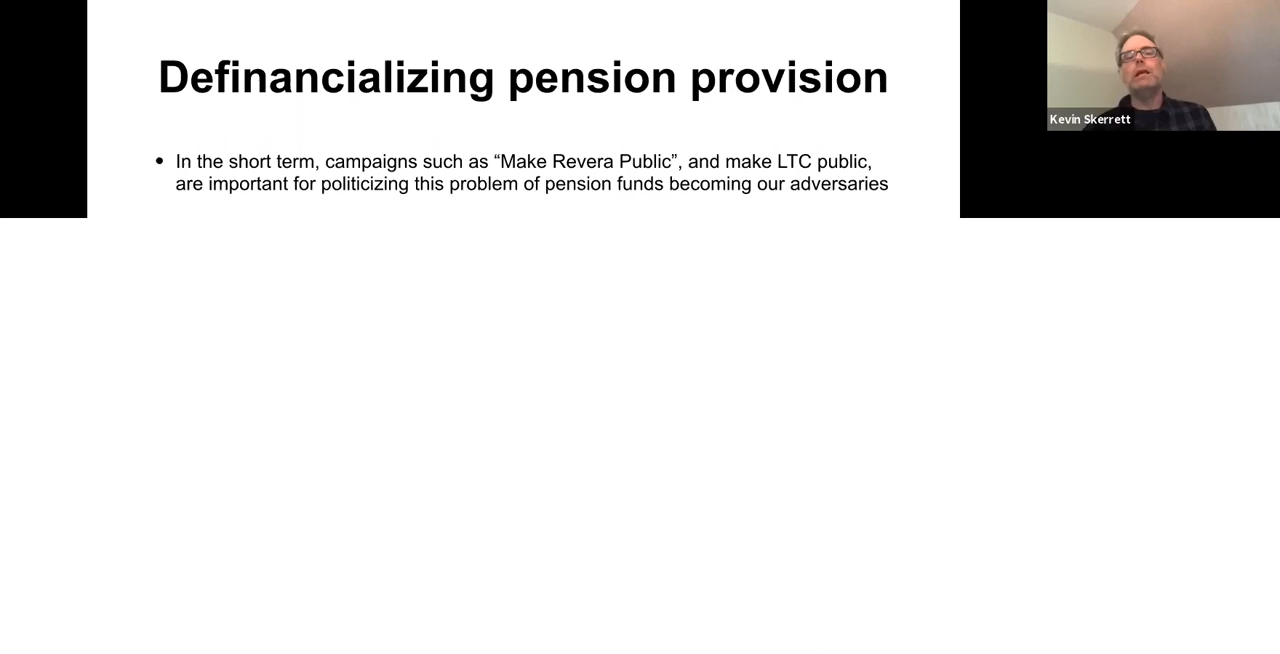 Definancializing pension provision
Kevin Skerrett
• In the short term, campaigns such as “Make Revera Public”, and make LTC public,
are important for politicizing this problem of pension funds becoming our adversaries